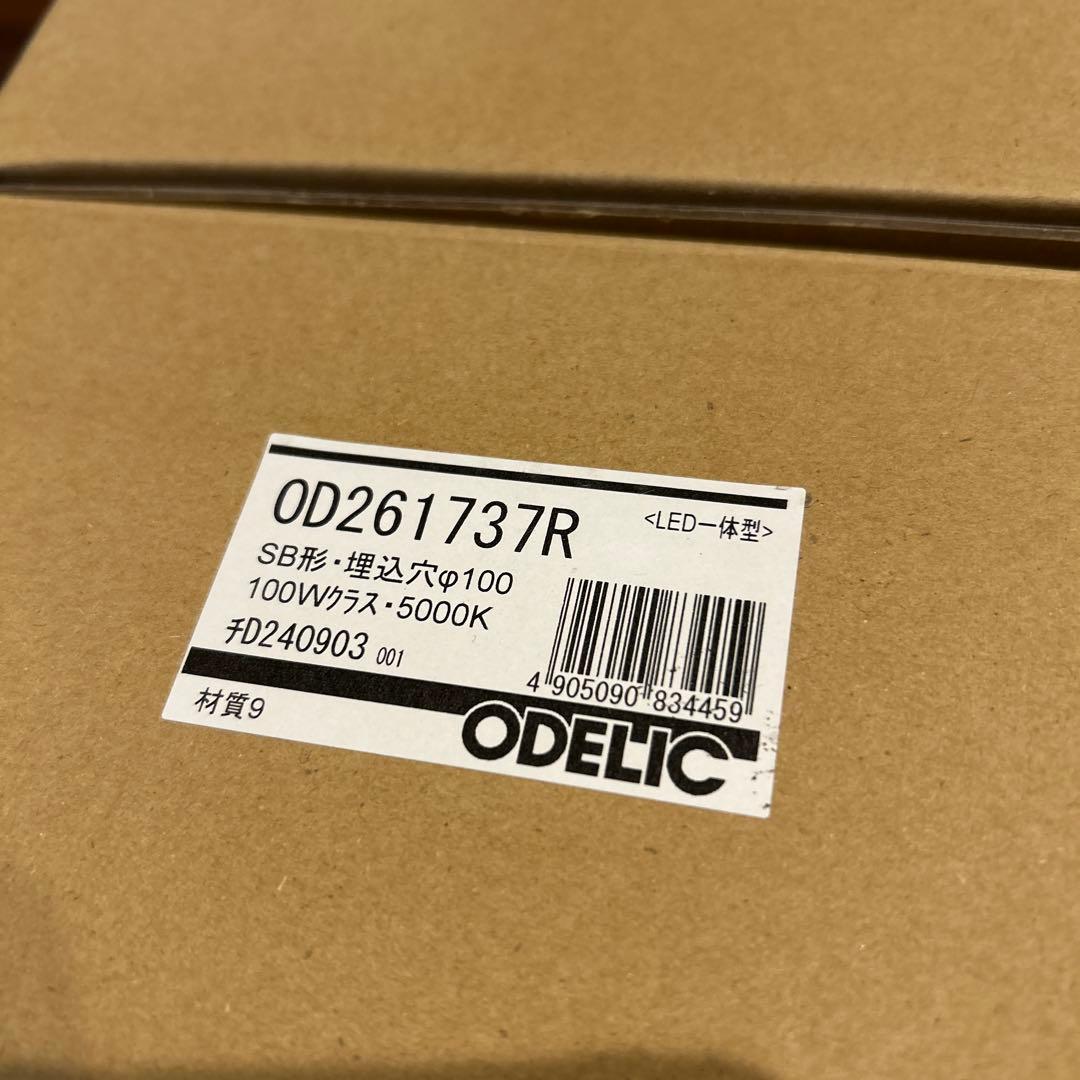 OD261737R
<LED一体型>
SB形・埋込穴φ100
100Wクラス・5000K
チD240903 001
4 905090 834459
材質9
ODELIC